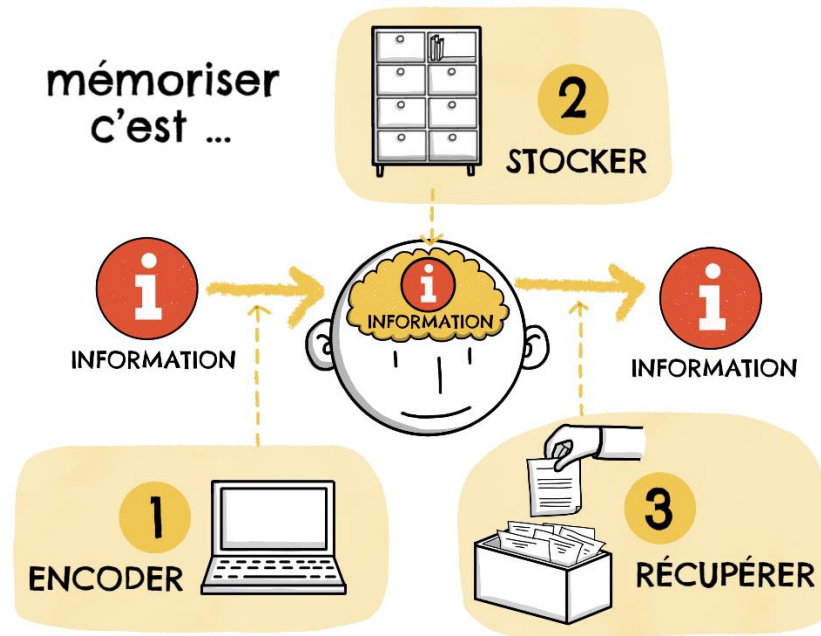 mémoriser
c'est ...
2
STOCKER
i
INFORMATION
i
INFORMATION
i
INFORMATION
1
ENCODER
3
RÉCUPÉRER